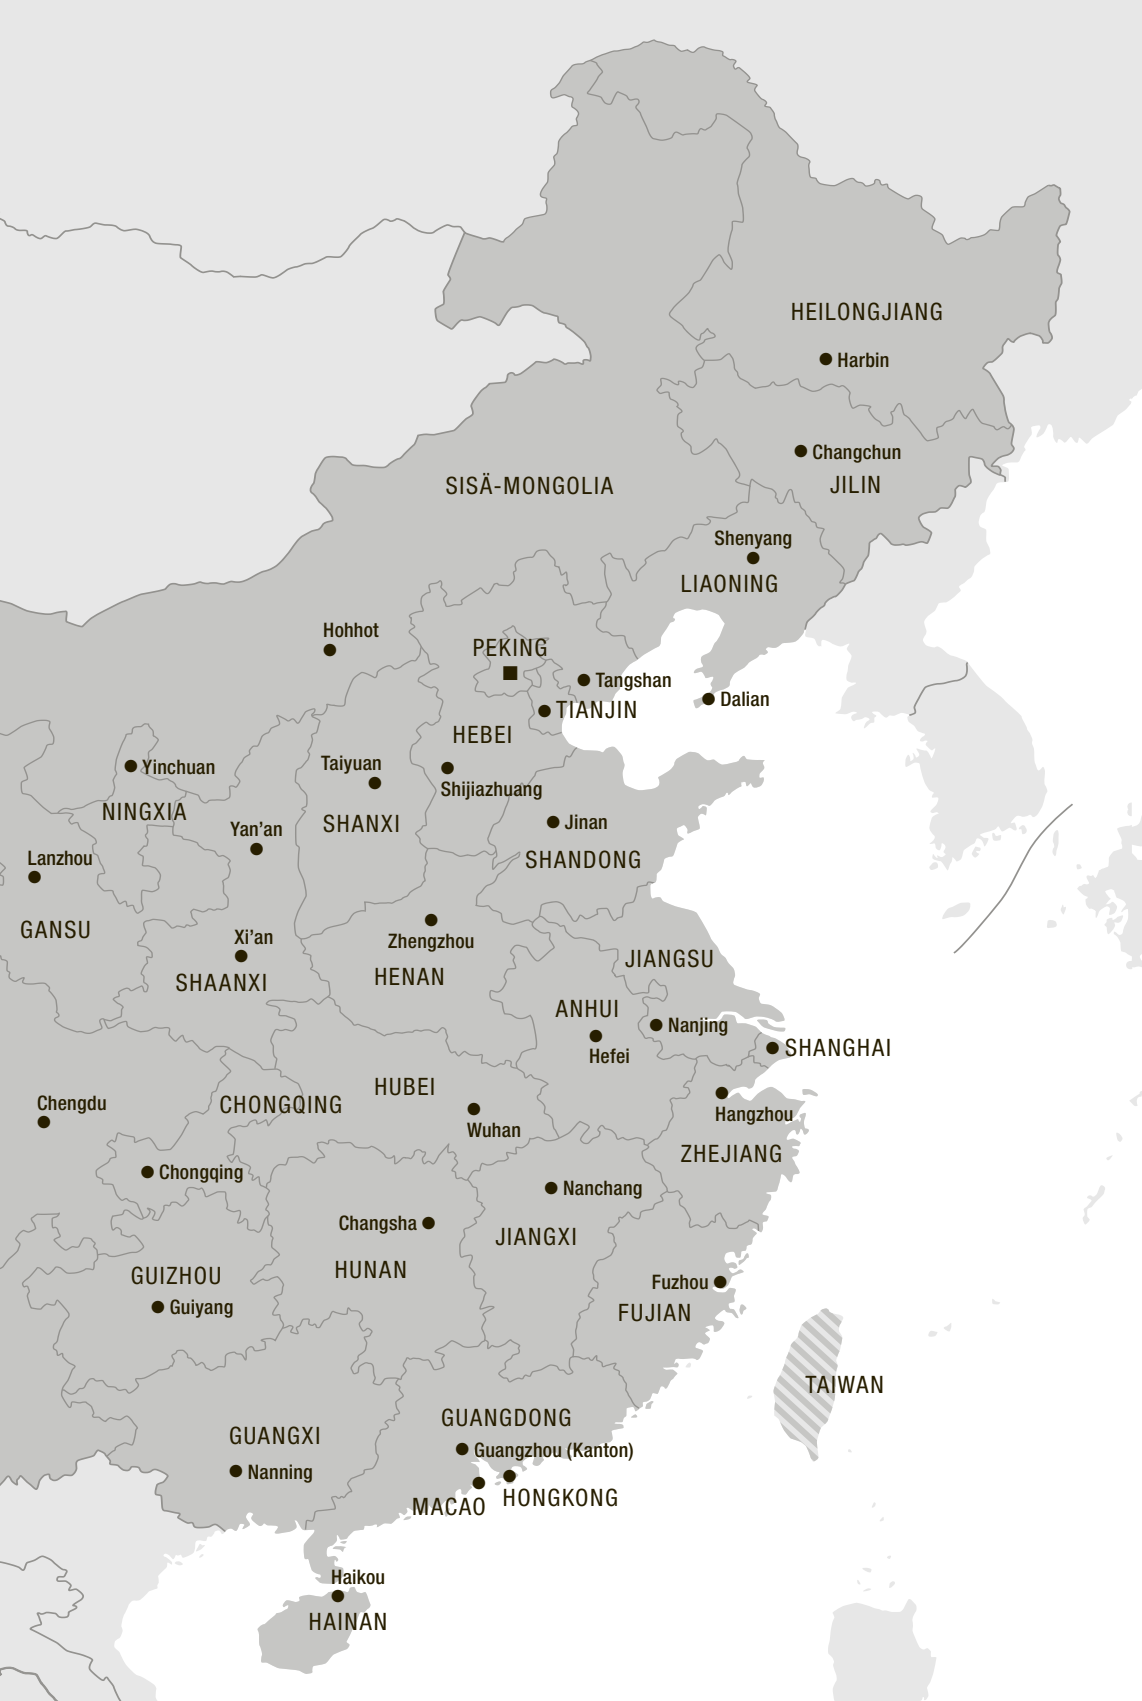 HEILONGJIANG
Harbin
Changchun
JILIN
SISÄ-MONGOLIA
Shenyang
LIAONING
Hohhot
PEKING
Tangshan
Dalian
TIANJIN
HEBEI
Yinchuan
Taiyuan
Shijiazhuang
NINGXIA
SHANXI
Jinan
Yan’an
Lanzhou
SHANDONG
GANSU
Xi’an
Zhengzhou
JIANGSU
SHAANXI
HENAN
ANHUI
Nanjing
Hefei
SHANGHAI
HUBEI
Chengdu
CHONGQING
Hangzhou
Wuhan
ZHEJIANG
Chongqing
Nanchang
Changsha
JIANGXI
HUNAN
GUIZHOU
Fuzhou
Guiyang
FUJIAN
TAIWAN
GUANGDONG
GUANGXI
Guangzhou (Kanton)
Nanning
HONGKONG
MACAO
Haikou
HAINAN